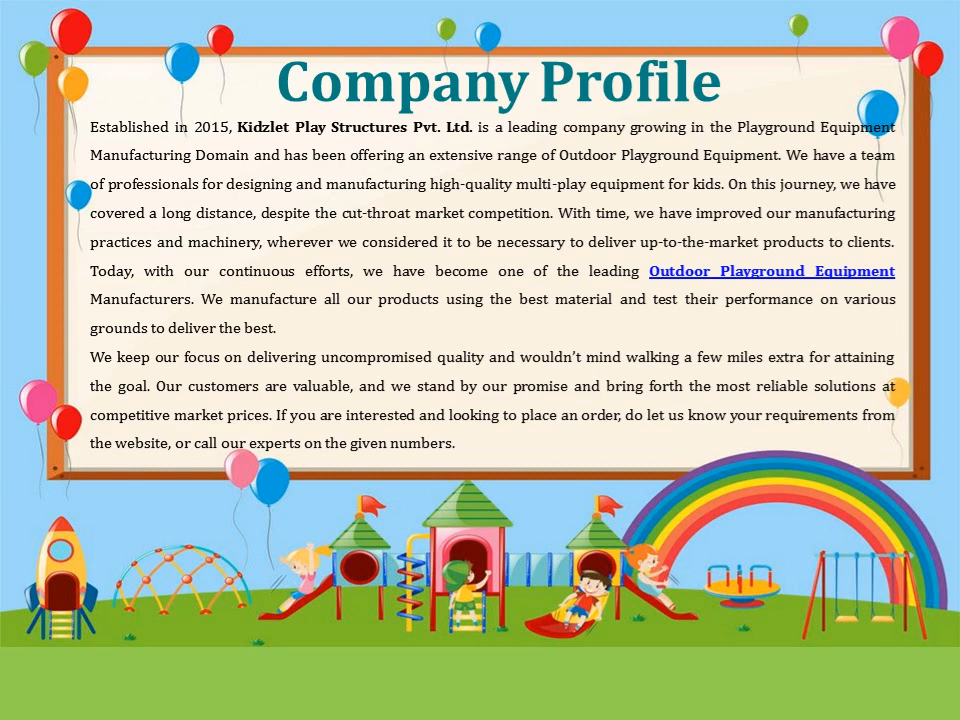 Company Profile
Established in 2015, Kidzlet Play Structures Pvt. Ltd. is a leading company growing in the Playground Equipment
Manufacturing Domain and has been offering an extensive range of Outdoor Playground Equipment. We have a team
of professionals for designing and manufacturing high-quality multi-play equipment for kids. On this journey, we have
covered a long distance, despite the cut-throat market competition. With time, we have improved our manufacturing
practices and machinery, wherever we considered it to be necessary to deliver up-to-the-market products to clients.
Today, with our continuous efforts, we have become one of the leading Outdoor Playground Equipment
Manufacturers. We manufacture all our products using the best material and test their performance on various
grounds to deliver the best.
We keep our focus on delivering uncompromised quality and wouldn’t mind walking a few miles extra for attaining
the goal. Our customers are valuable, and we stand by our promise and bring forth the most reliable solutions at
competitive market prices. If you are interested and looking to place an order, do let us know your requirements from
the website, or call our experts on the given numbers.